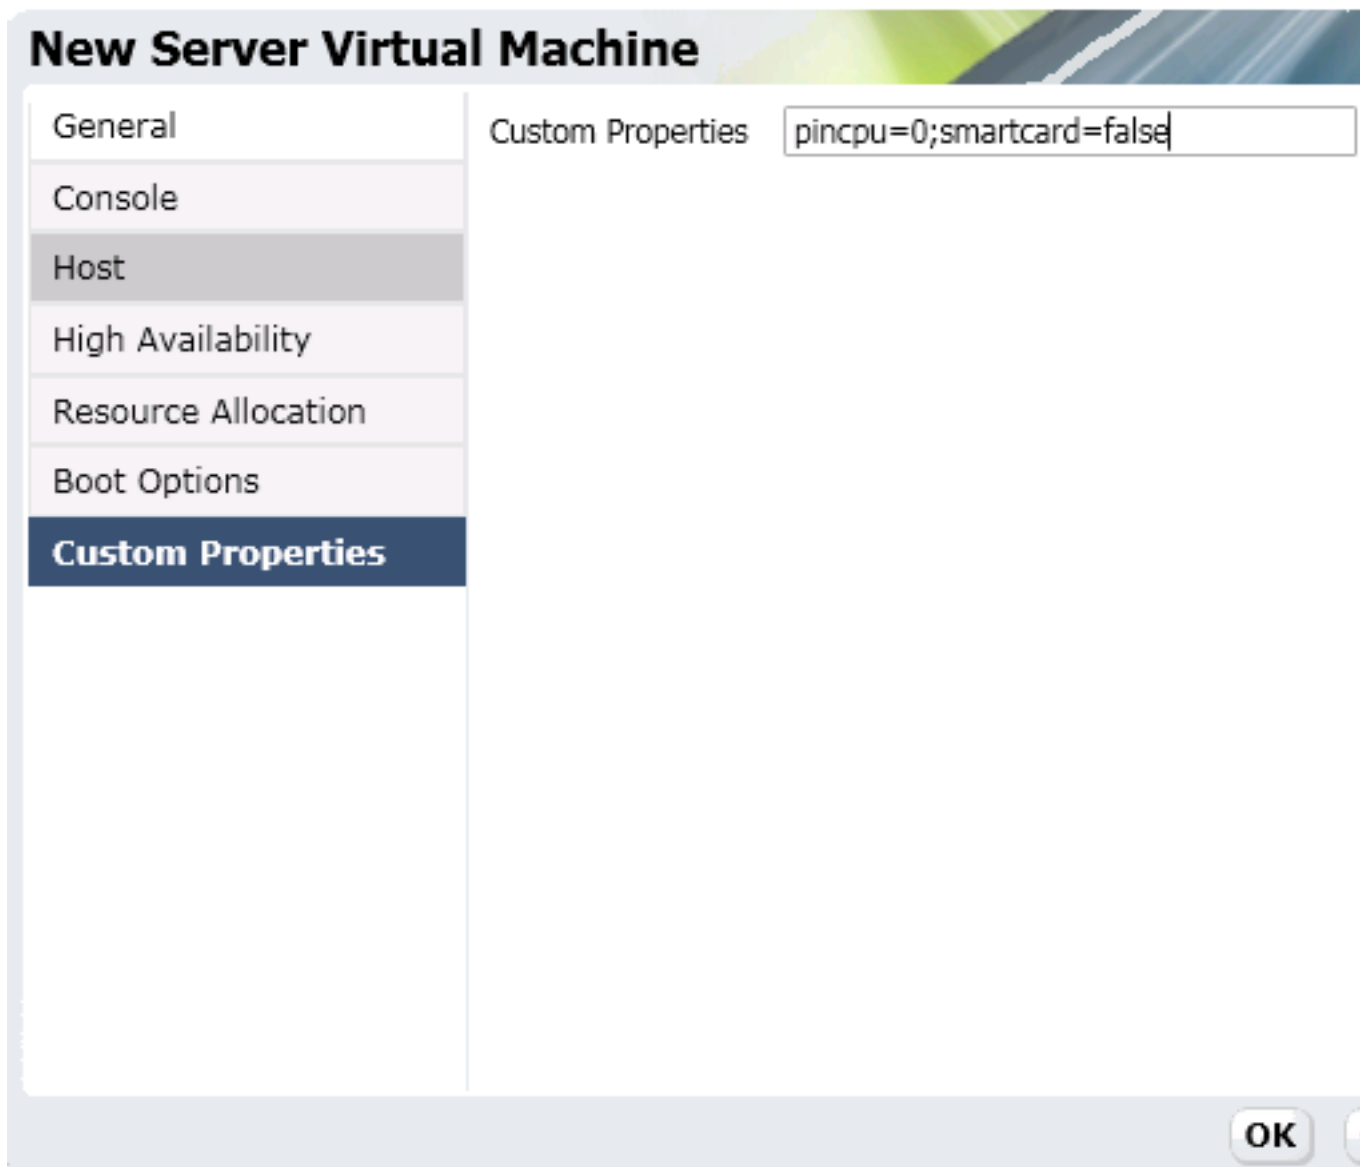 New Server Virtual Machine
General
Console
Host
High Availability
Resource Allocation
Boot Options
Custom Properties
Custom Properties pincpu=0;smartcard=false
OK